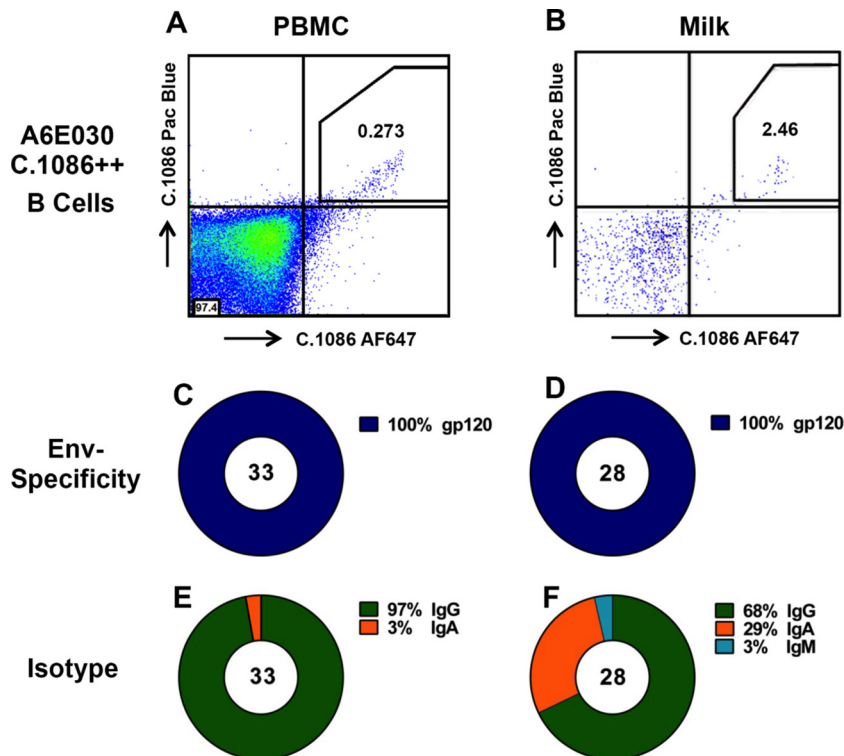 A
PBMC
B
Milk
A6E030
C.1086++
B Cells
C.1086 Pac Blue
0.273
97.4
C.1086 AF647
C.1086 Pac Blue
2.46
C.1086 AF647
Env-
Specificity
C
33
100% gp120
D
28
100% gp120
Isotype
E
33
97% IgG
3% IgA
F
28
68% IgG
29% IgA
3% IgM